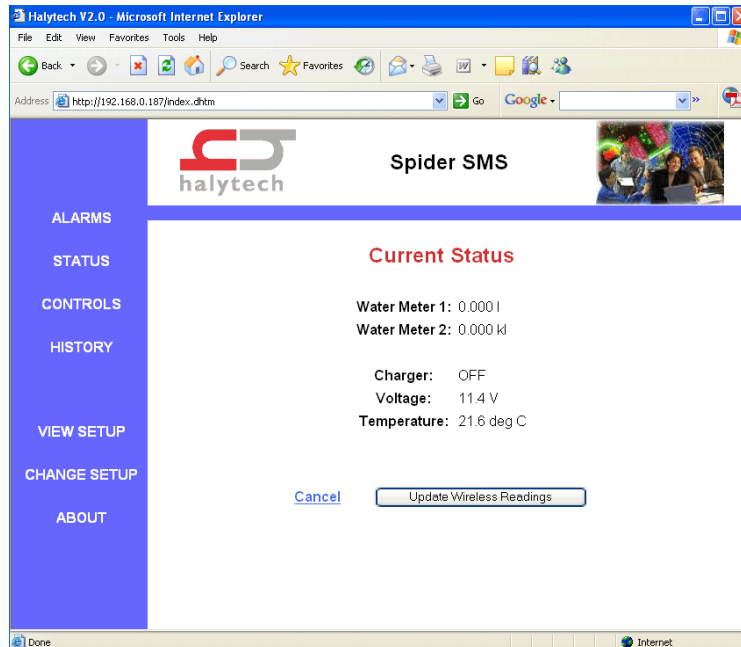 Halytech V2.0 - Microsoft Internet Explorer
File Edit View Favorites Tools Help
Back Search Favorites
Address http://192.168.0.187/index.dhtm Go Google »
halytech
Spider SMS
ALARMS
STATUS
CONTROLS
HISTORY
VIEW SETUP
CHANGE SETUP
ABOUT
Current Status
Water Meter 1: 0.000 l
Water Meter 2: 0.000 kl
Charger: OFF
Voltage: 11.4 V
Temperature: 21.6 deg C
Cancel Update Wireless Readings
Done Internet